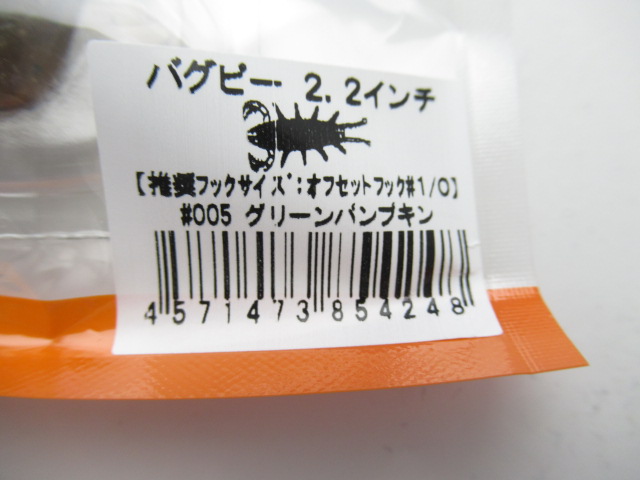 バグピー 2.2インチ
【推奨フックサイズ：オフセットフック#1/0】
#005 グリーンパンプキン
4571473854248